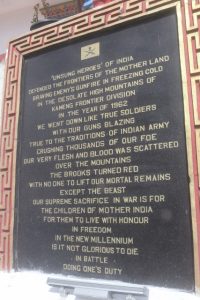 "UNSUNG HEROES" OF INDIA
DEFENDED THE FRONTIERS OF THE MOTHER LAND
BRAVING ENEMY'S GUNFIRE IN FREEZING COLD
IN THE DESOLATE HIGH MOUNTAINS OF
KAMENG FRONTIER DIVISION
IN THE YEAR OF 1962
WE WENT DOWN LIKE TRUE SOLDIERS
WITH OUR GUNS BLAZING
TRUE TO THE TRADITIONS OF INDIAN ARMY
CRUSHING THOUSANDS OF OUR FOE
OUR VERY FLESH AND BLOOD WAS SCATTERED
OVER THE MOUNTAINS
THE BROOKS TURNED RED
WITH NO ONE TO LIFT OUR MORTAL REMAINS
EXCEPT THE BEAST
OUR SUPREME SACRIFICE IN WAR IS FOR
THE CHILDREN OF MOTHER INDIA
FOR THEM TO LIVE WITH HONOUR
IN FREEDOM
IN THE NEW MILLENNIUM
IS IT NOT GLORIOUS TO DIE
- IN BATTLE -
DOING ONE'S DUTY